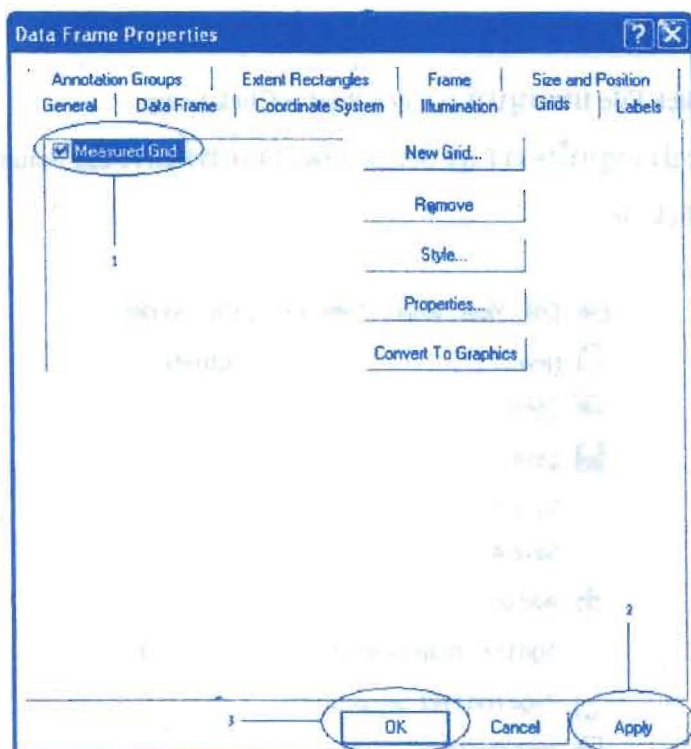 Data Frame Properties
Annotation Groups Extent Rectangles Frame Size and Position
General Data Frame Coordinate System Illumination Grids Labels
Measured Grid
New Grid...
Remove
Style...
Properties...
Convert To Graphics
1
2
3
OK Cancel Apply